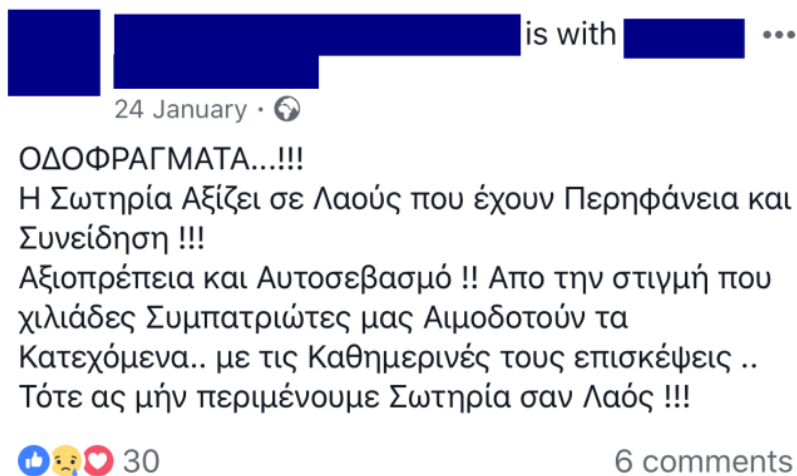 is with
24 January ·
ΟΔΟΦΡΑΓΜΑΤΑ...!!!
Η Σωτηρία Αξίζει σε Λαούς που έχουν Περηφάνεια και
Συνείδηση !!!
Αξιοπρέπεια και Αυτοσεβασμό !! Απο την στιγμή που
χιλιάδες Συμπατριώτες μας Αιμοδοτούν τα
Κατεχόμενα.. με τις Καθημερινές τους επισκέψεις ..
Τότε ας μήν περιμένουμε Σωτηρία σαν Λαός !!!
30 6 comments